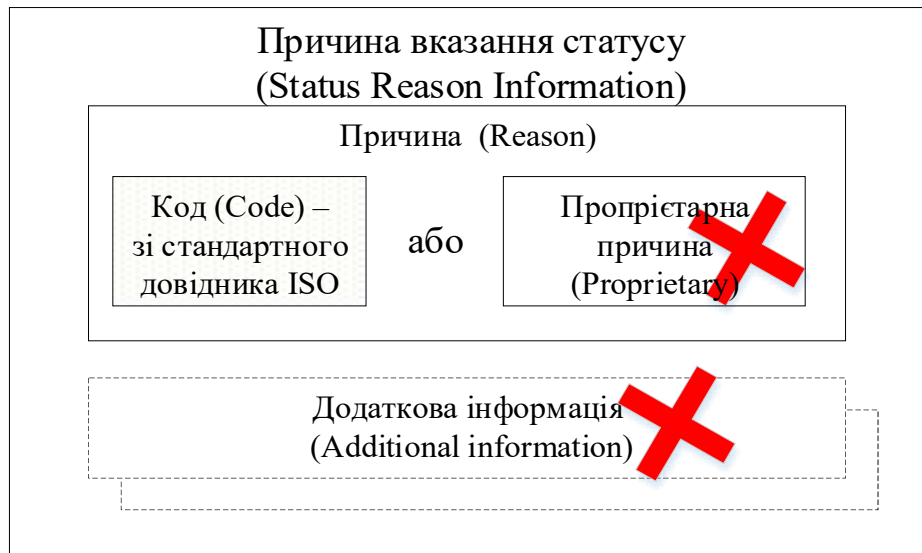 Причина вказання статусу
(Status Reason Information)
Причина (Reason)
Код (Code) –
зі стандартного
довідника ISO
або
Пропрієтарна
причина
(Proprietary)
Додаткова інформація
(Additional information)